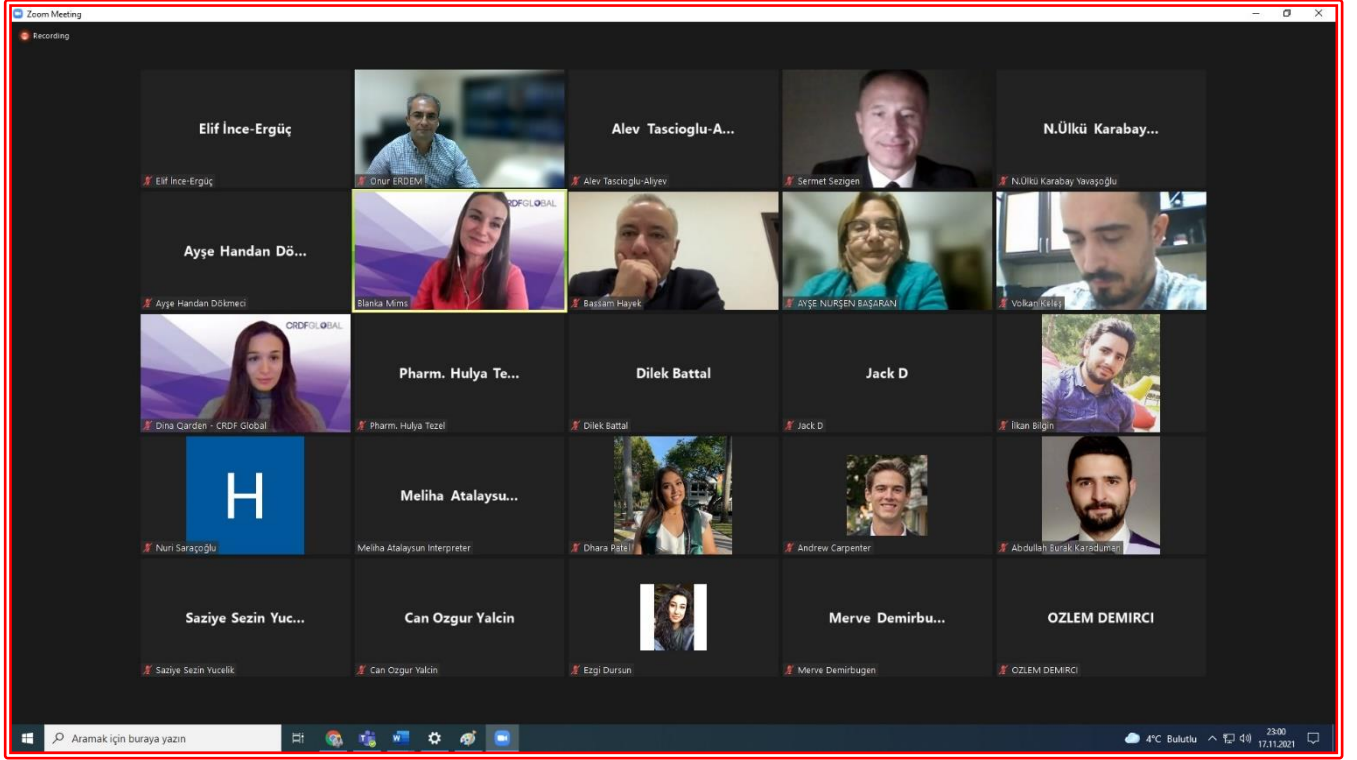 Zoom Meeting
Recording
Elif İnce-Ergüç
Elif İnce-Ergüç
Onur ERDEM
Alev Tascioglu-A...
Alev Tascioglu-Aliyev
Sermet Sezigen
N.Ülkü Karabay...
N.Ülkü Karabay Yavaşoğlu
Ayşe Handan Dö...
Ayşe Handan Dökmeci
CRDFGLOBAL
Blanka Mims
Bassam Hayek
AYŞE NURŞEN BAŞARAN
Volkan Keleş
CRDFGLOBAL
Dina Qarden - CRDF Global
Pharm. Hulya Te...
Pharm. Hulya Tezel
Dilek Battal
Dilek Battal
Jack D
Jack D
İlkan Bilgin
H
Nuri Saraçoğlu
Meliha Atalaysu...
Meliha Atalaysun Interpreter
Dhara Patel
Andrew Carpenter
Abdullah Burak Karaduman
Saziye Sezin Yuc...
Saziye Sezin Yucelik
Can Ozgur Yalcin
Can Ozgur Yalcin
Ezgi Dursun
Merve Demirbu...
Merve Demirbugen
OZLEM DEMIRCI
OZLEM DEMIRCI
Aramak için buraya yazın
4°C Bulutlu
23:00
17.11.2021